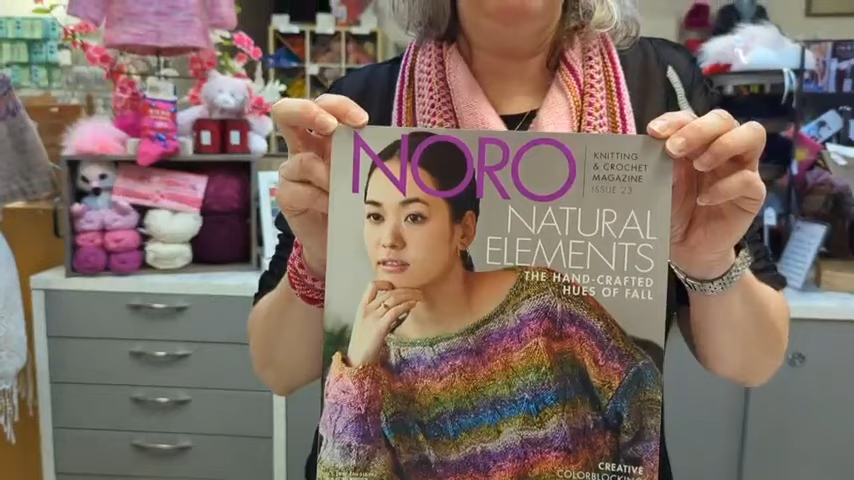 NORO
KNITTING
& CROCHET
MAGAZINE
ISSUE 23
NATURAL
ELEMENTS
THE HAND-CRAFTED
HUES OF FALL
CREATIVE
COLORBLOCKING